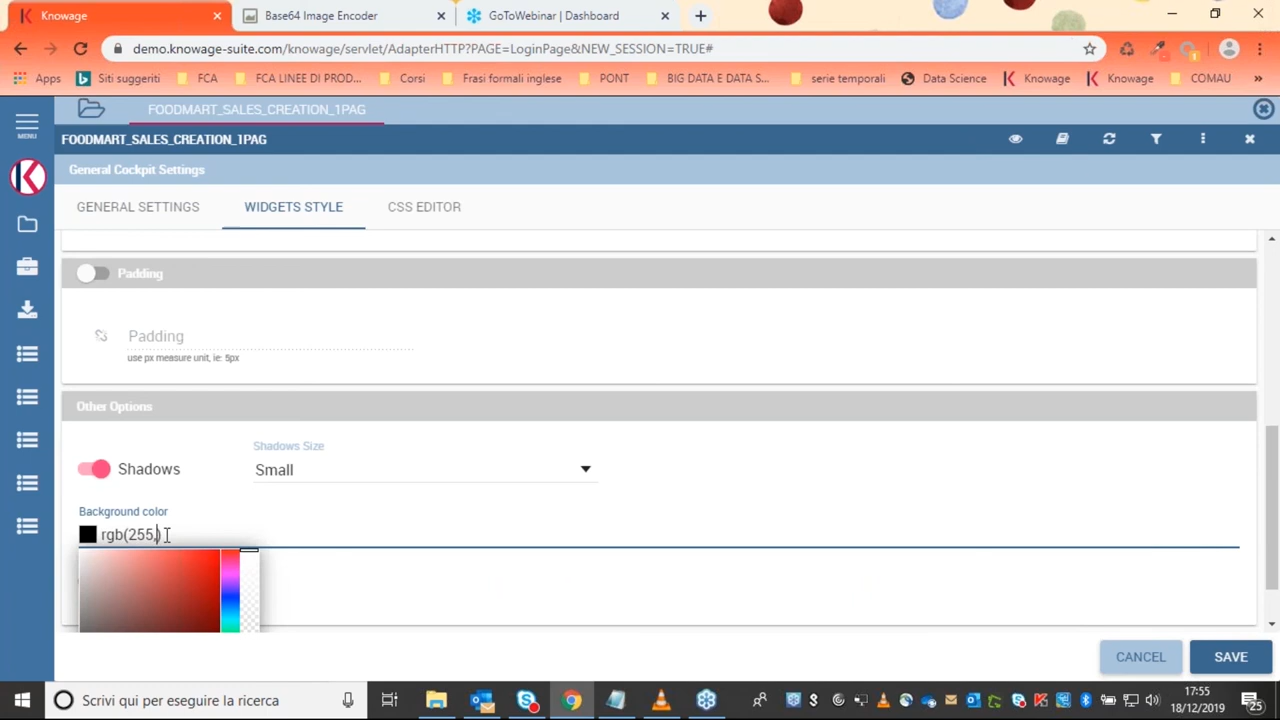 Knowage
Base64 Image Encoder
GoToWebinar | Dashboard
demo.knowage-suite.com/knowage/servlet/AdapterHTTP?PAGE=LoginPage&NEW_SESSION=TRUE#
Apps
Siti suggeriti
FCA
FCA LINEE DI PROD...
Corsi
Frasi formali inglese
PONT
BIG DATA E DATA S...
serie temporali
Data Science
Knowage
Knowage
COMAU
»
MENU
FOODMART_SALES_CREATION_1PAG
FOODMART_SALES_CREATION_1PAG
General Cockpit Settings
GENERAL SETTINGS
WIDGETS STYLE
CSS EDITOR
Padding
Padding
use px measure unit, ie: 5px
Other Options
Shadows Size
Shadows
Small
Background color
rgb(255,)
CANCEL
SAVE
Scrivi qui per eseguire la ricerca
17:55
18/12/2019
25